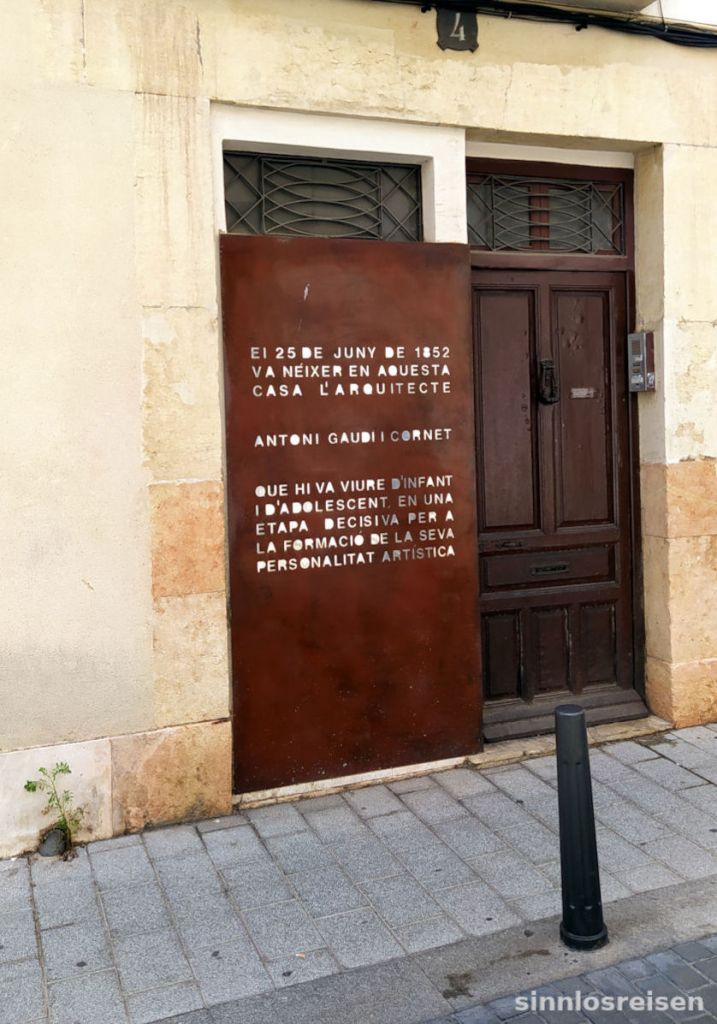 4
El 25 DE JUNY DE 1852
VA NÉIXER EN AQUESTA
CASA L'ARQUITECTE
ANTONI GAUDÍ I CORNET
QUE HI VA VIURE D'INFANT
I D'ADOLESCENT, EN UNA
ETAPA DECISIVA PER A
LA FORMACIÓ DE LA SEVA
PERSONALITAT ARTÍSTICA
sinnlosreisen